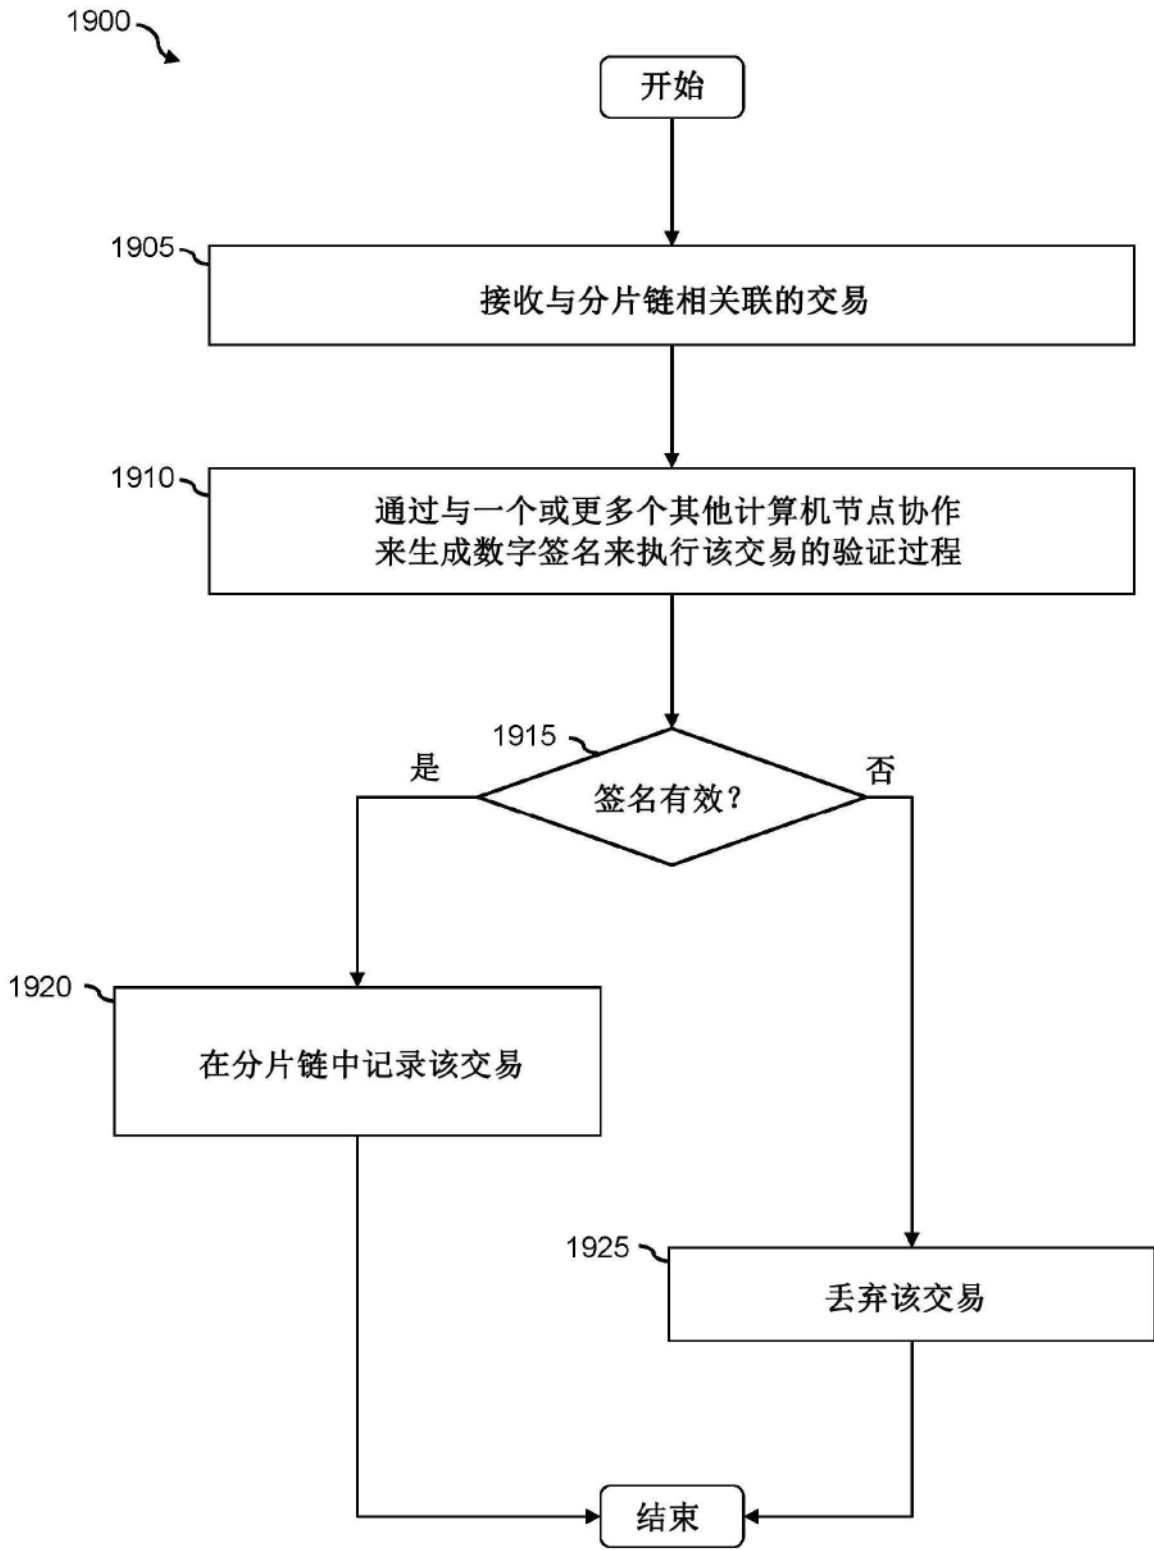 1900
开始
1905
接收与分片链相关联的交易
1910
通过与一个或更多个其他计算机节点协作
来生成数字签名来执行该交易的验证过程
1915
是
签名有效？
否
1920
在分片链中记录该交易
1925
丢弃该交易
结束